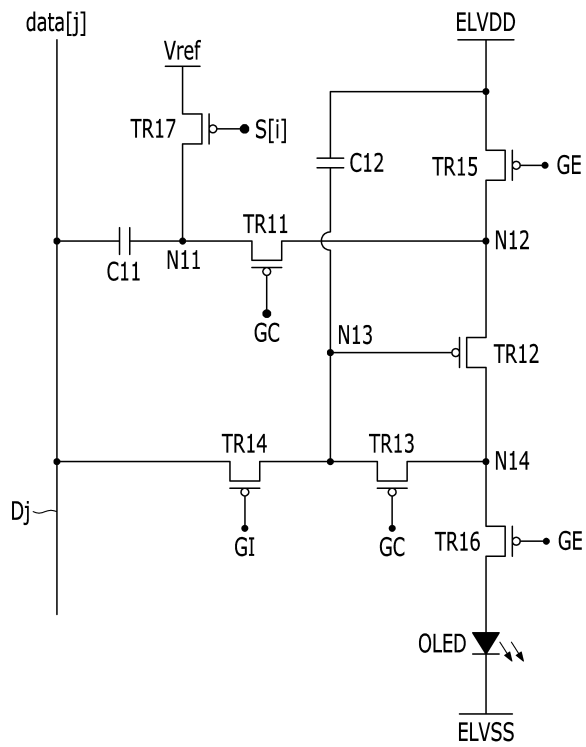 data[j]
ELVDD
Vref
TR17
S[i]
C12
TR15
GE
TR11
N12
N11
C11
GC
N13
TR12
TR14
TR13
N14
Dj
GI
GC
TR16
GE
OLED
ELVSS